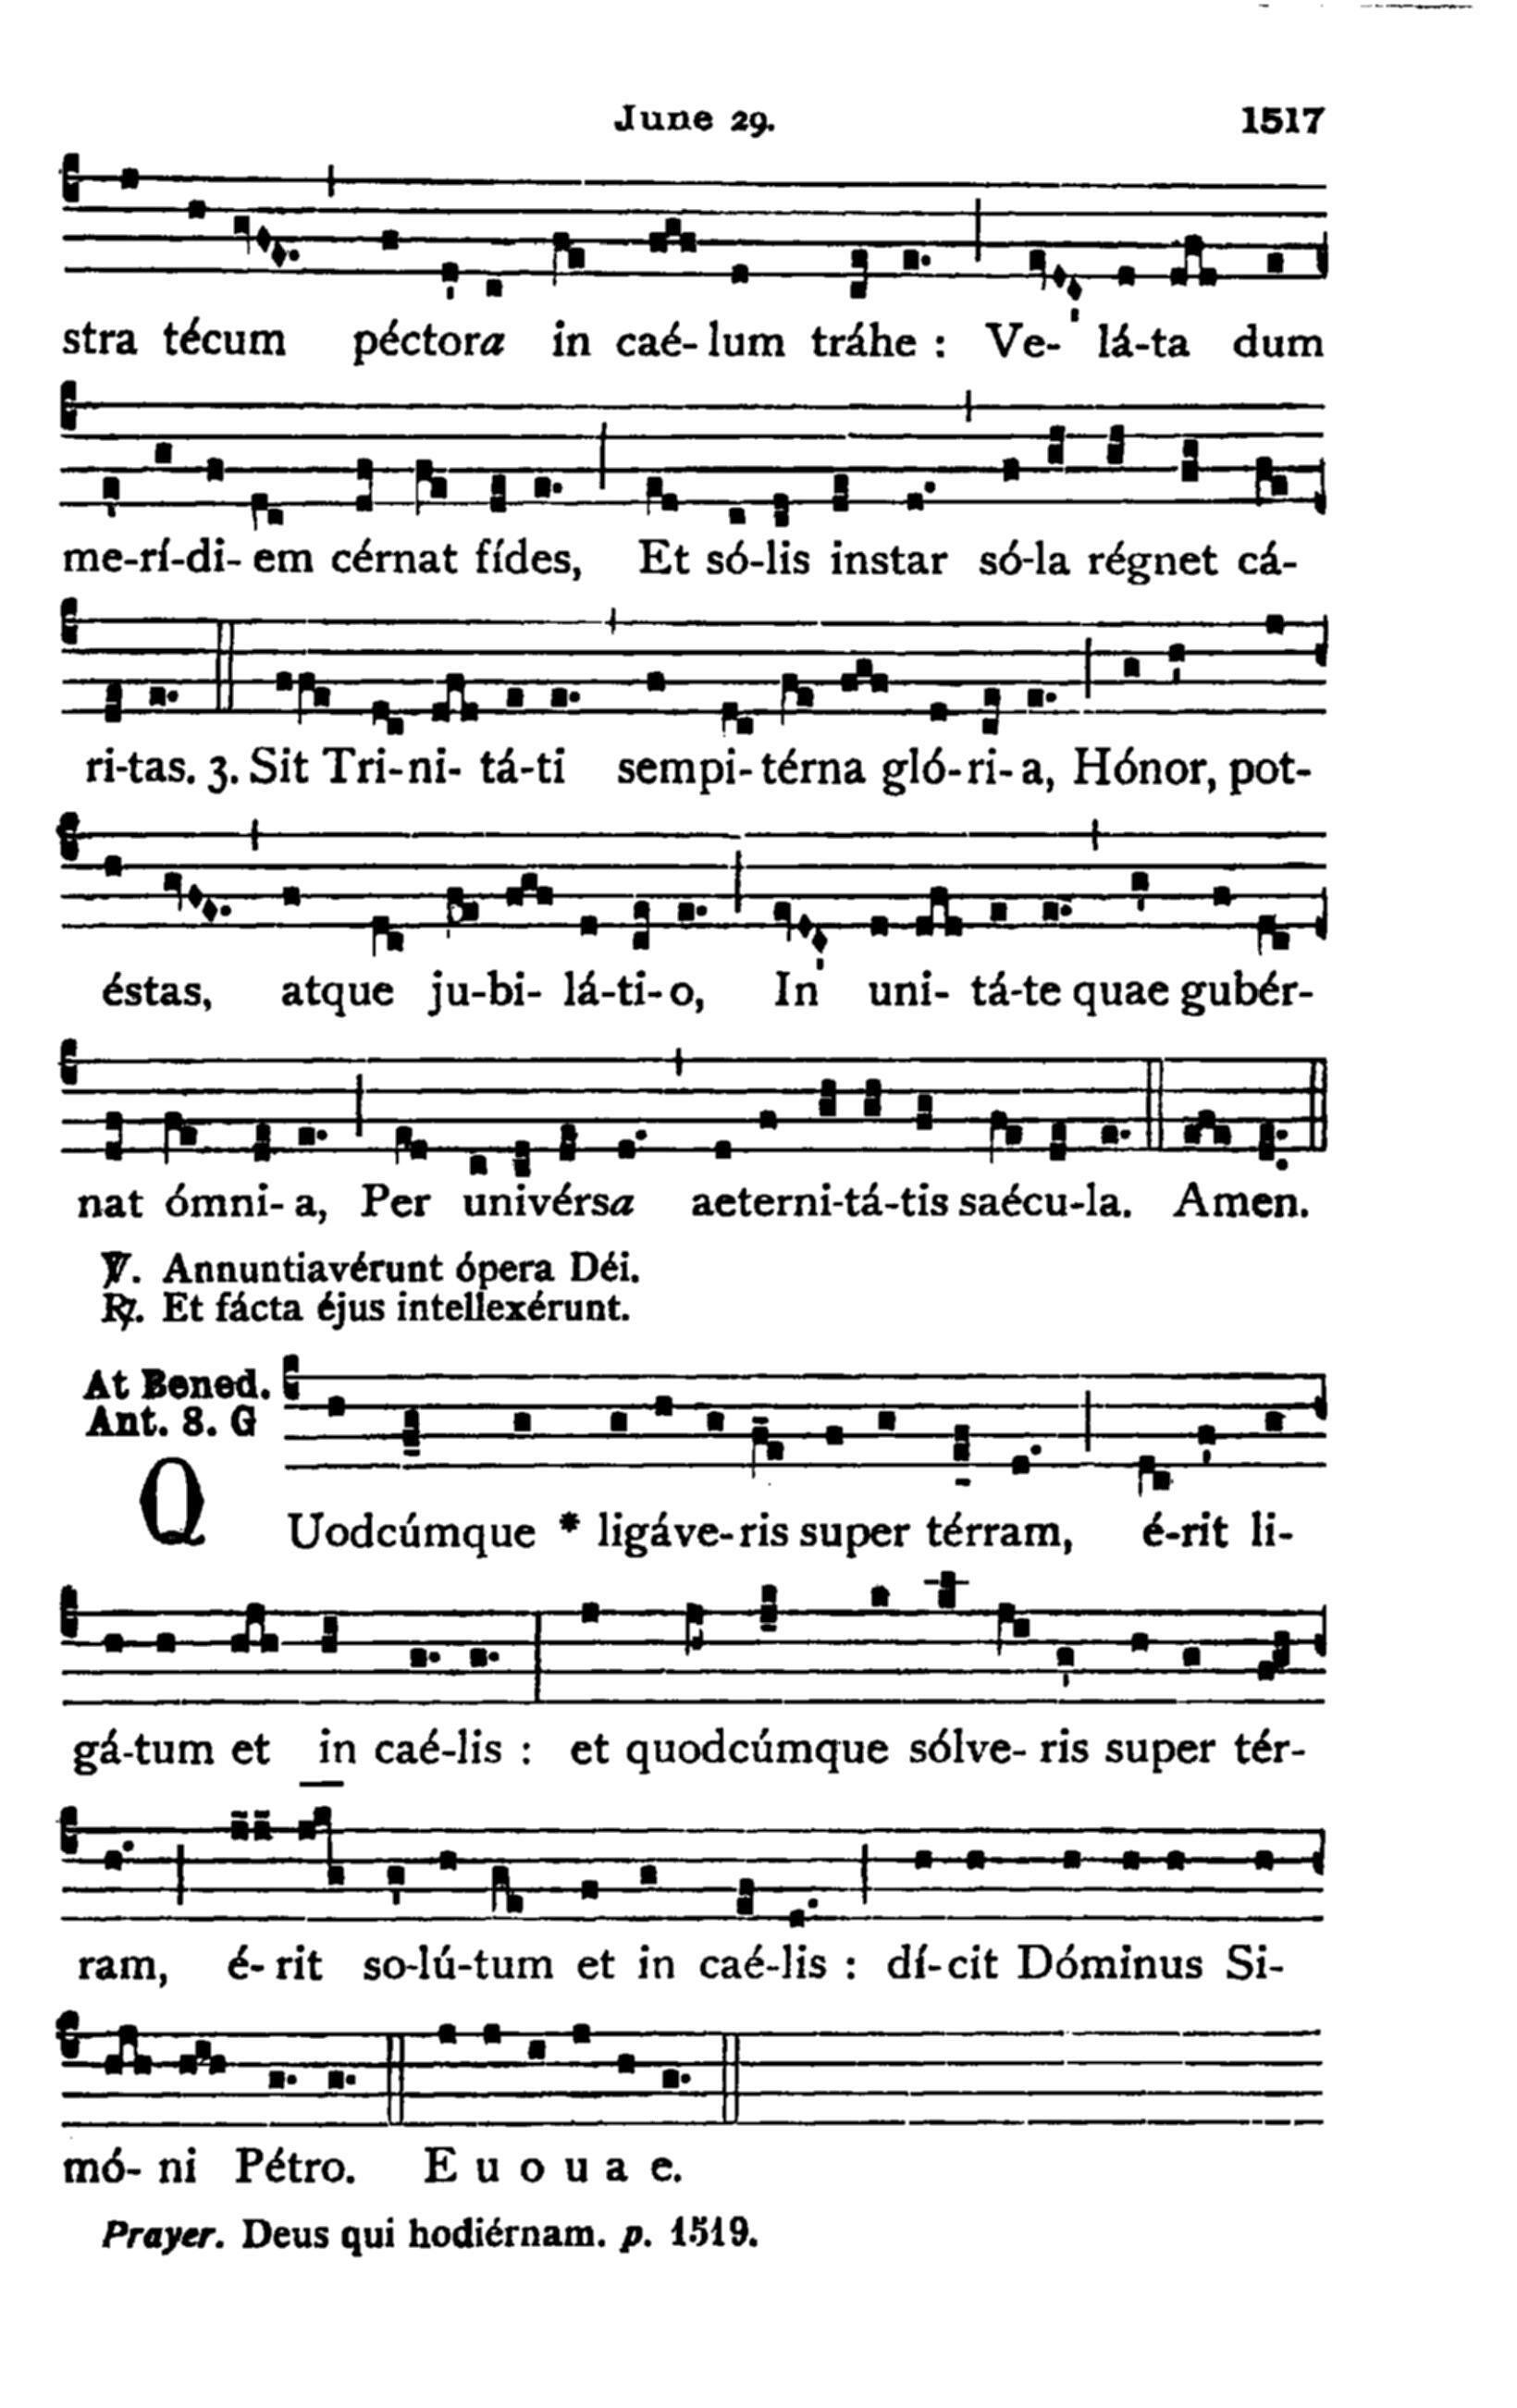 June 29. 1517
stra técum péctora in caé- lum tráhe : Ve- lá-ta dum
me-rí-di- em cérnat fídes, Et só-lis instar só-la régnet cá-
ri-tas. 3. Sit Tri- ni- tá-ti sempi- térna gló- ri- a, Hónor, pot-
éstas, atque ju-bi- lá-ti- o, In uni- tá-te quae gubér-
nat ómni- a, Per univérsa aeterni-tá-tis saécu-la. Amen.
℣. Annuntiavérunt ópera Déi.
℟. Et fácta éjus intellexérunt.
At Bened.
Ant. 8. G
QUodcúmque * ligáve- ris super térram, é-rit li-
gá-tum et in caé-lis : et quodcúmque sólve- ris super tér-
ram, é- rit so-lú-tum et in caé-lis : dí-cit Dóminus Si-
mó- ni Pétro. E u o u a e.
Prayer. Deus qui hodiérnam. p. 1519.